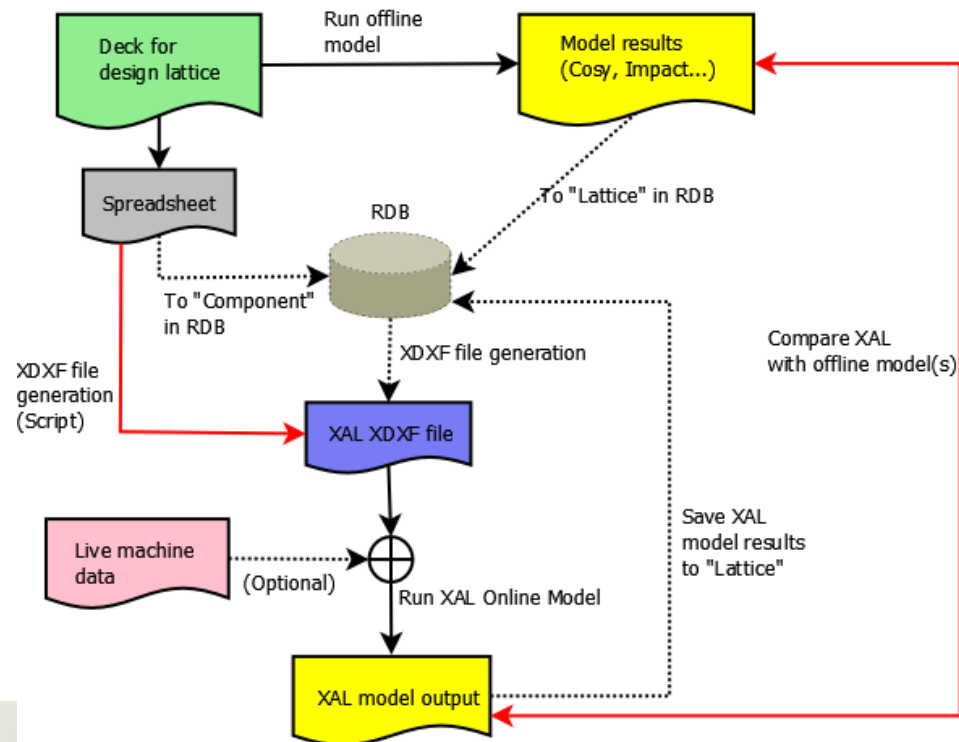 Run offline
model
Deck for
design lattice
Model results
(Cosy, Impact...)
Spreadsheet
To "Lattice" in RDB
RDB
To "Component"
in RDB
XDXF file generation
Compare XAL
with offline model(s)
XDXF file
generation
(Script)
XAL XDXF file
Live machine
data
(Optional)
Save XAL
model results
to "Lattice"
Run XAL Online Model
XAL model output